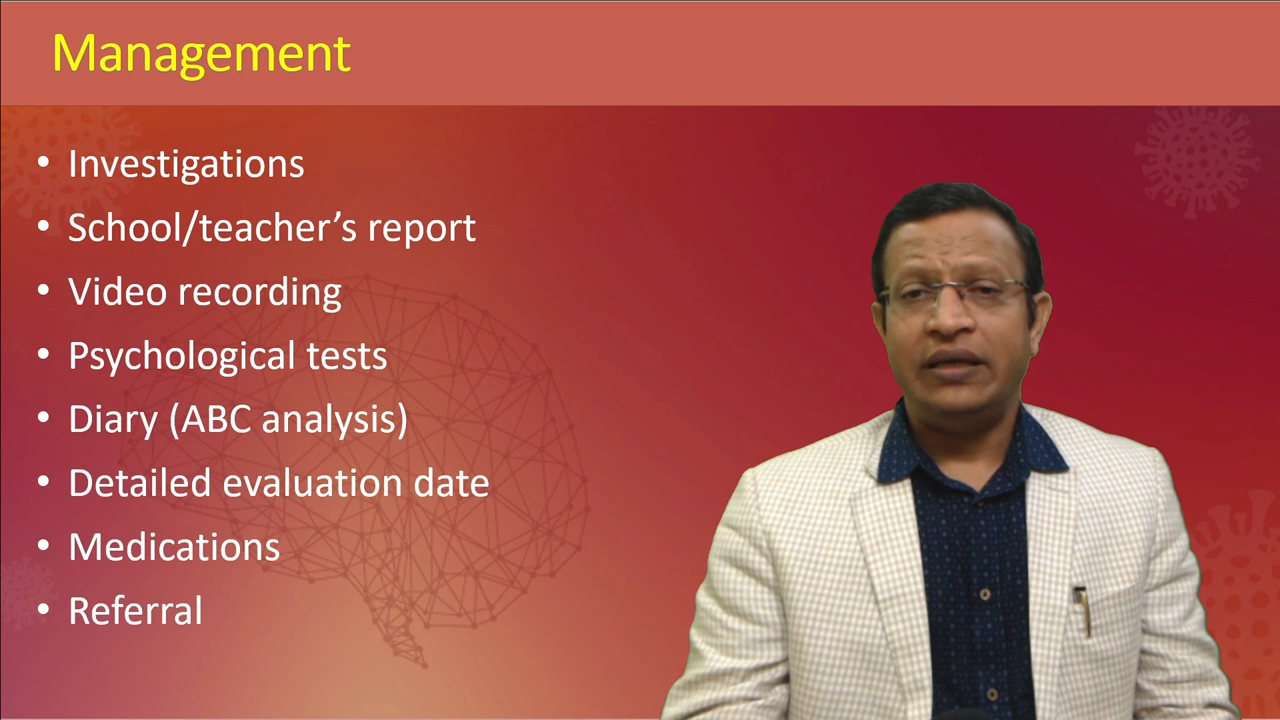 Management
• Investigations
• School/teacher’s report
• Video recording
• Psychological tests
• Diary (ABC analysis)
• Detailed evaluation date
• Medications
• Referral